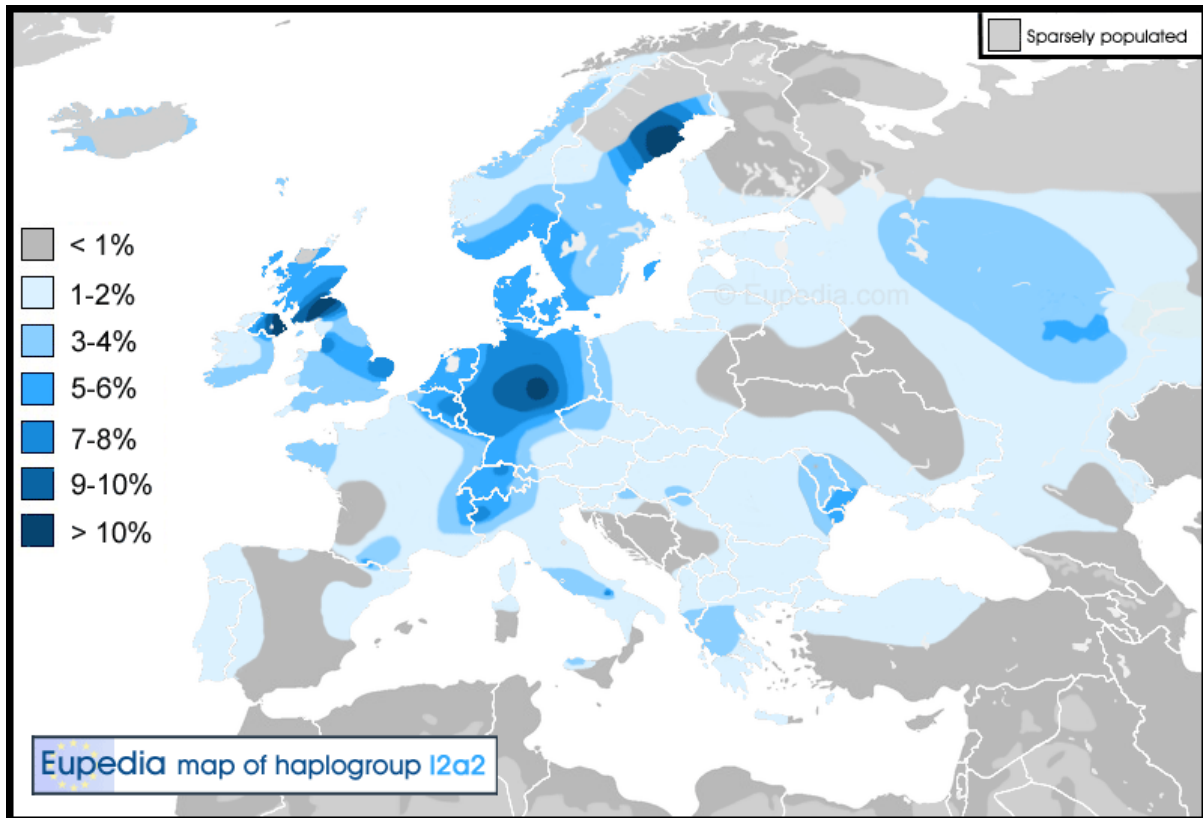 Sparsely populated
< 1%
1-2%
3-4%
5-6%
7-8%
9-10%
> 10%
© Eupedia.com
Eupedia map of haplogroup I2a2